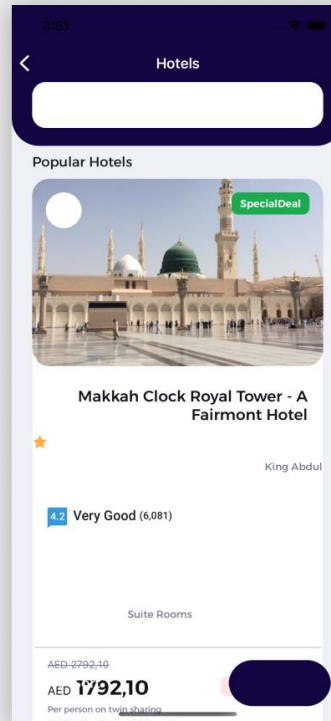 3:51
Hotels
Popular Hotels
SpecialDeal
Makkah Clock Royal Tower - A
Fairmont Hotel
King Abdul
4.2 Very Good (6,081)
Suite Rooms
AED 2792,10
AED 1792,10
Per person on twin sharing